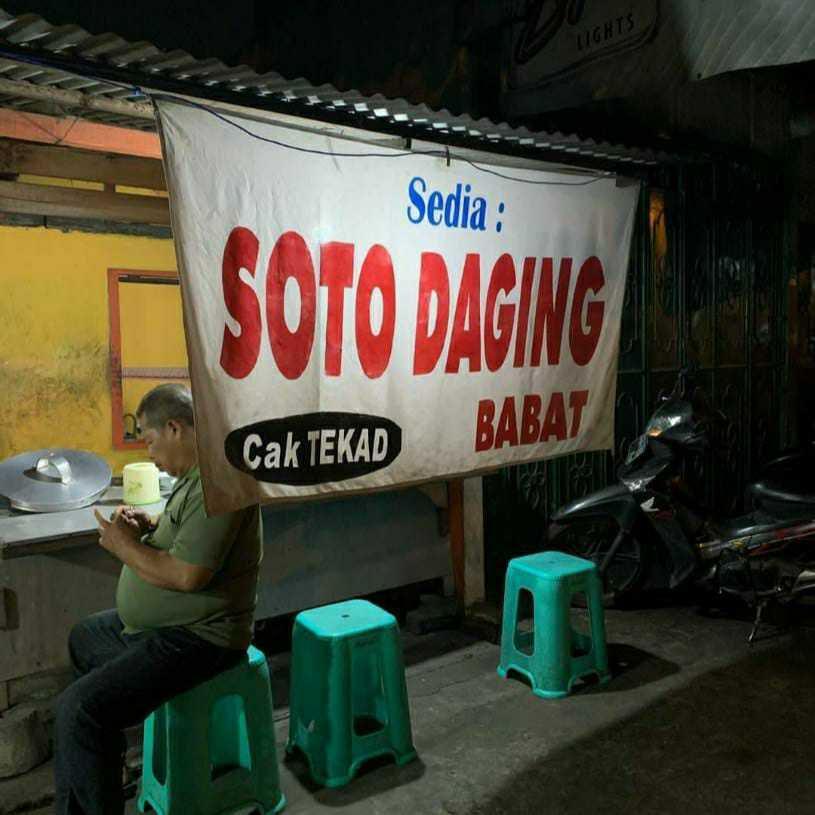 LIGHTS
Sedia :
SOTO DAGING
BABAT
Cak TEKAD